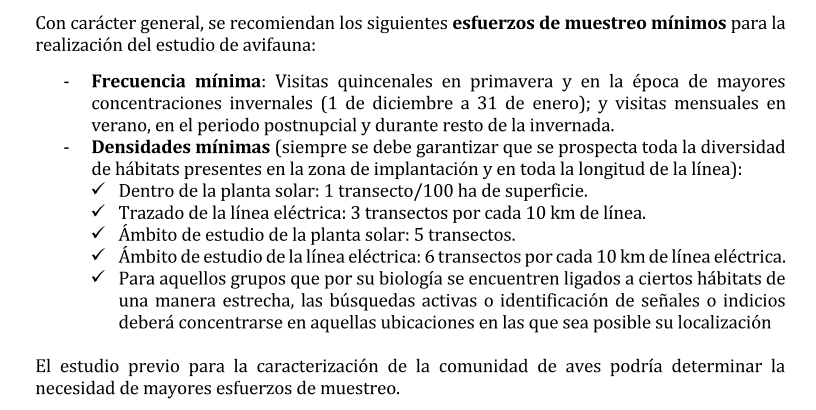 Con carácter general, se recomiendan los siguientes esfuerzos de muestreo mínimos para la
realización del estudio de avifauna:
- Frecuencia mínima: Visitas quincenales en primavera y en la época de mayores
concentraciones invernales (1 de diciembre a 31 de enero); y visitas mensuales en
verano, en el periodo postnupcial y durante resto de la invernada.
- Densidades mínimas (siempre se debe garantizar que se prospecta toda la diversidad
de hábitats presentes en la zona de implantación y en toda la longitud de la línea):
✓ Dentro de la planta solar: 1 transecto/100 ha de superficie.
✓ Trazado de la línea eléctrica: 3 transectos por cada 10 km de línea.
✓ Ámbito de estudio de la planta solar: 5 transectos.
✓ Ámbito de estudio de la línea eléctrica: 6 transectos por cada 10 km de línea eléctrica.
✓ Para aquellos grupos que por su biología se encuentren ligados a ciertos hábitats de
una manera estrecha, las búsquedas activas o identificación de señales o indicios
deberá concentrarse en aquellas ubicaciones en las que sea posible su localización
El estudio previo para la caracterización de la comunidad de aves podría determinar la
necesidad de mayores esfuerzos de muestreo.